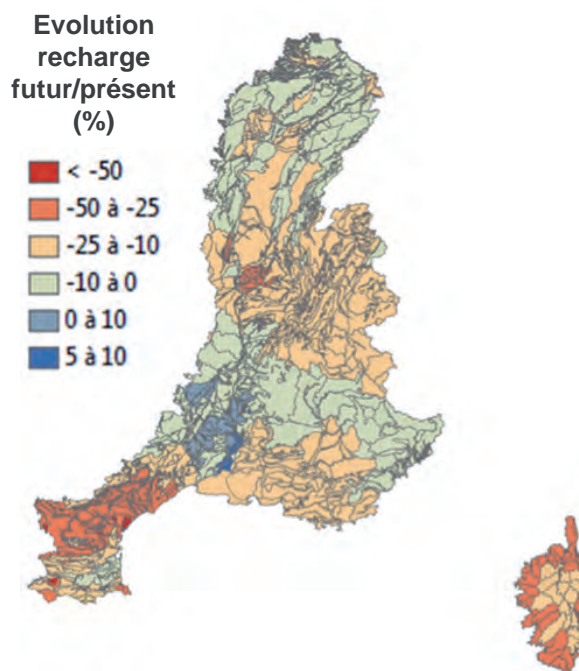 Evolution
recharge
futur/présent
(%)
< -50
-50 à -25
-25 à -10
-10 à 0
0 à 10
5 à 10